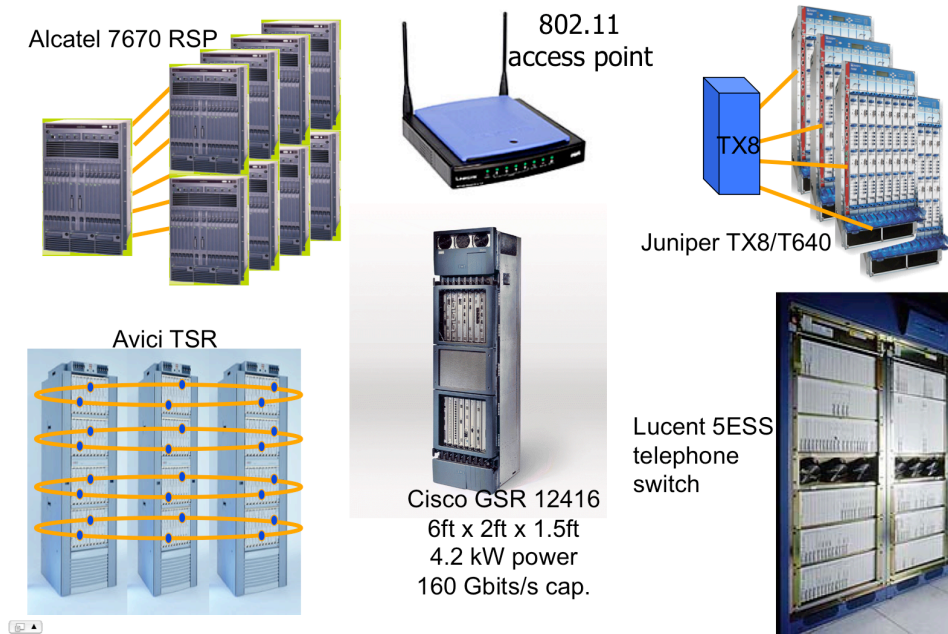 Alcatel 7670 RSP
802.11
access point
LINKSYS
TX8
Juniper TX8/T640
Avici TSR
Cisco GSR 12416
6ft x 2ft x 1.5ft
4.2 kW power
160 Gbits/s cap.
Lucent 5ESS
telephone
switch